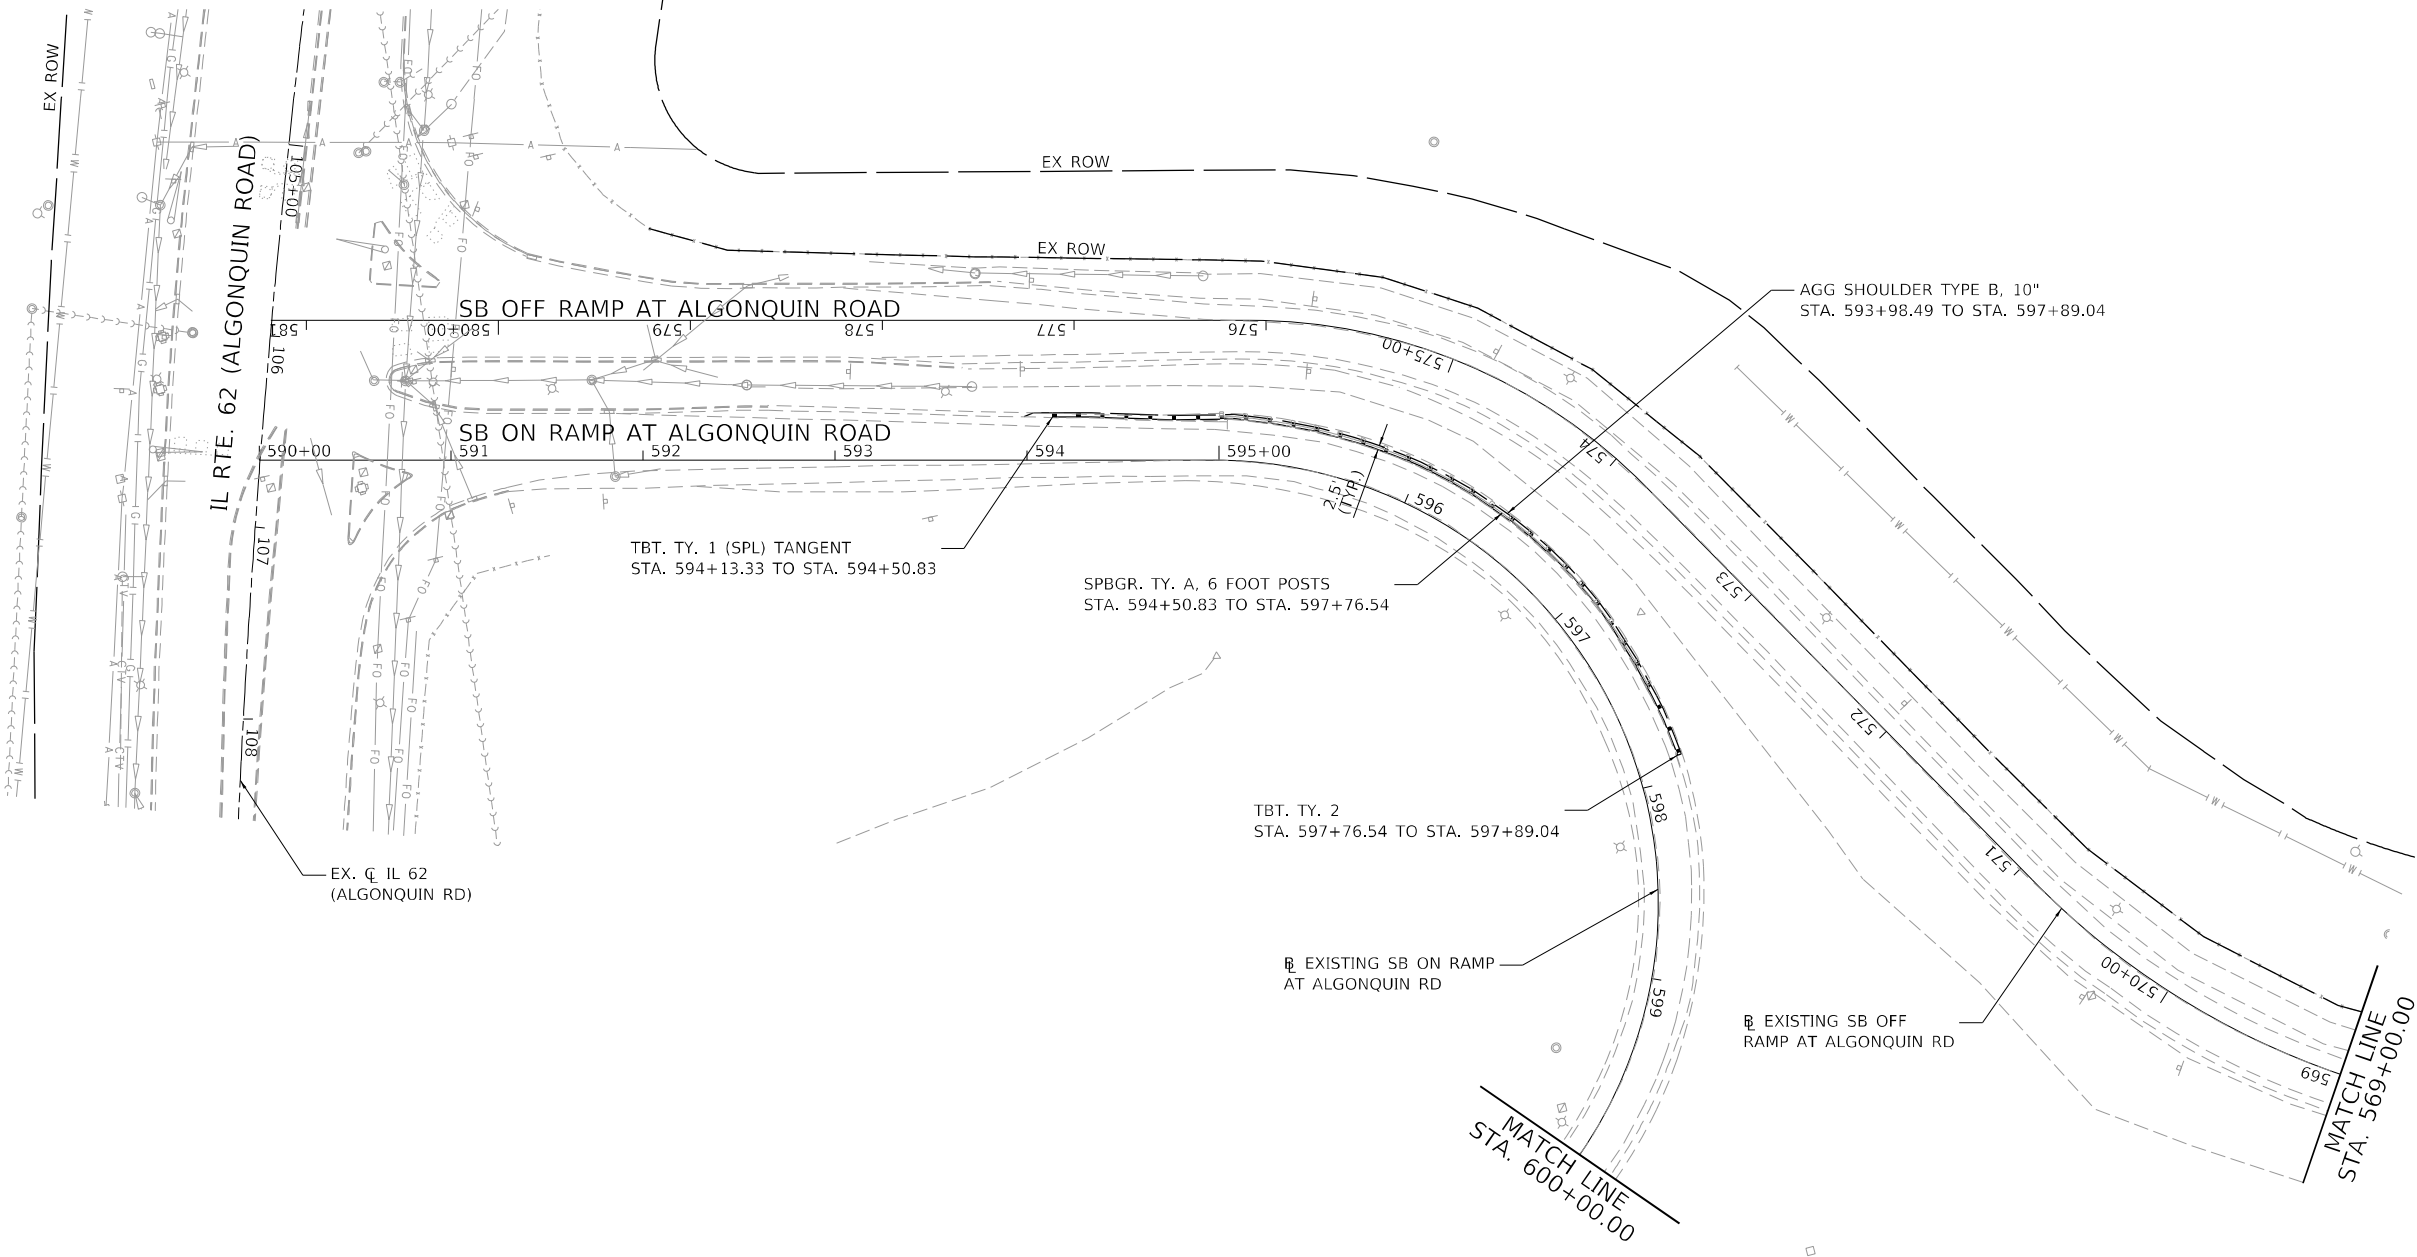 EX ROW
IL RTE. 62 (ALGONQUIN ROAD)
105+00
106
107
108
EX ROW
EX ROW
SB OFF RAMP AT ALGONQUIN ROAD
581
580+00
579
578
577
576
575+00
574
573
572
571
570+00
569
SB ON RAMP AT ALGONQUIN ROAD
590+00
591
592
593
594
595+00
596
597
598
599
AGG SHOULDER TYPE B, 10"
STA. 593+98.49 TO STA. 597+89.04
2.5'
(TYP.)
TBT. TY. 1 (SPL) TANGENT
STA. 594+13.33 TO STA. 594+50.83
SPBGR. TY. A, 6 FOOT POSTS
STA. 594+50.83 TO STA. 597+76.54
TBT. TY. 2
STA. 597+76.54 TO STA. 597+89.04
EX. ℄ IL 62
(ALGONQUIN RD)
BL EXISTING SB ON RAMP
AT ALGONQUIN RD
BL EXISTING SB OFF
RAMP AT ALGONQUIN RD
MATCH LINE
STA. 600+00.00
MATCH LINE
STA. 569+00.00